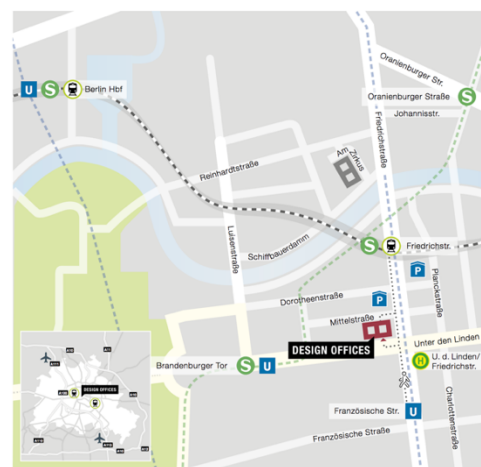 Oranienburger Str.
U
S
Berlin Hbf
Oranienburger Straße
S
Johannisstr.
Friedrichstraße
Am
Zirkus
Reinhardtstraße
Luisenstraße
Schiffbauerdamm
S
Friedrichstr.
P
Planckstraße
Dorotheenstraße
P
Mittelstraße
Unter den Linden
DESIGN OFFICES
Brandenburger Tor
S
U
H
U. d. Linden/
Friedrichstr.
DESIGN OFFICES
Charlottenstraße
Französische Str.
U
Französische Straße